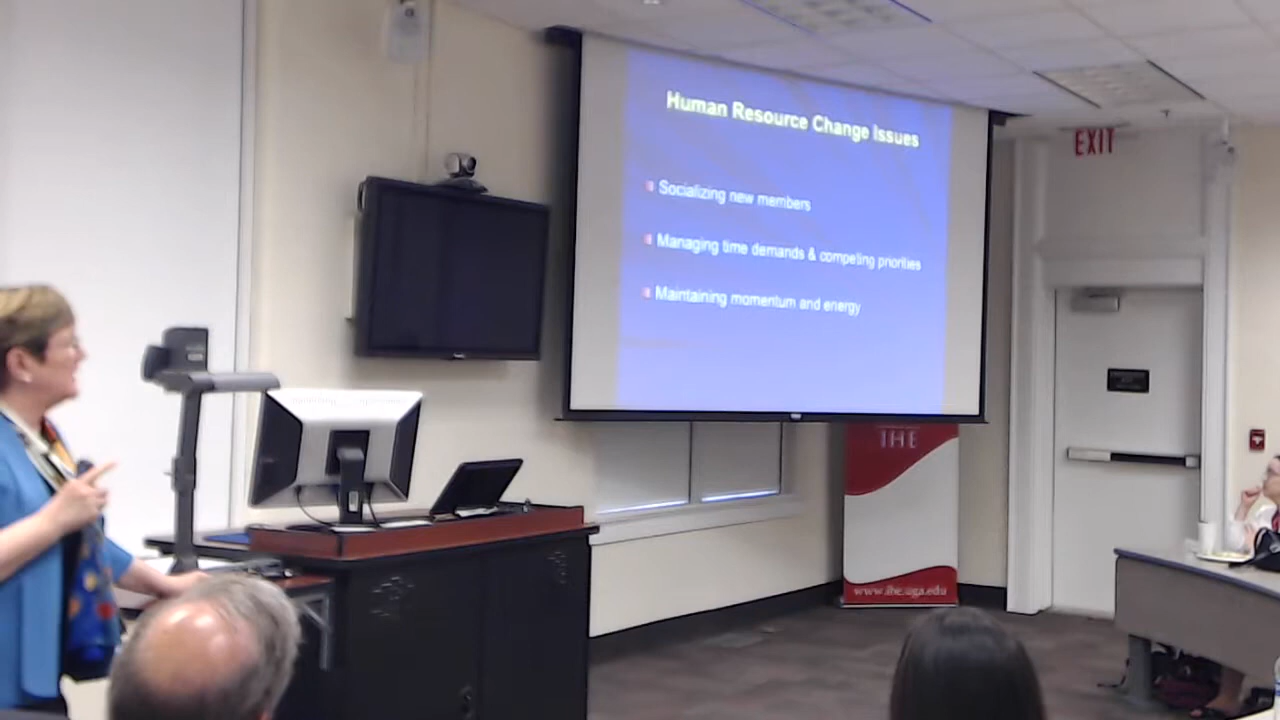 Human Resource Change Issues
Socializing new members
Managing time demands & competing priorities
Maintaining momentum and energy
EXIT
IHE
www.ihe.uga.edu